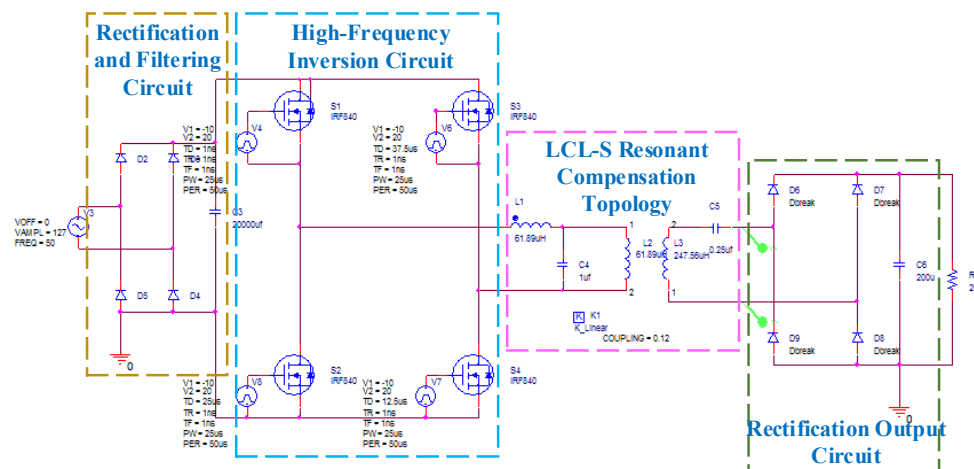 Rectification
and Filtering
Circuit
High-Frequency
Inversion Circuit
LCL-S Resonant
Compensation
Topology
Rectification Output
Circuit
V3
VOFF = 0
VAMPL = 127
FREQ = 50
D2
D5
D4
C3
20000uf
V1 = -10
V2 = 20
TD = 1ns
TR = 1ns
TF = 1ns
PW = 25us
PER = 50us
V4
S1
IRF840
V1 = -10
V2 = 20
TD = 37.5us
TR = 1ns
TF = 1ns
PW = 25us
PER = 50us
V6
S3
IRF840
V1 = -10
V2 = 20
TD = 25us
TR = 1ns
TF = 1ns
PW = 25us
PER = 50us
V8
S2
IRF840
V1 = -10
V2 = 20
TD = 12.5us
TR = 1ns
TF = 1ns
PW = 25us
PER = 50us
V7
S4
IRF840
L1
61.89uH
C4
1uf
1
L2
61.89uH
2
2
L3
247.56uH
1
C5
0.25uf
K K1
K_Linear
COUPLING = 0.12
D6
Dbreak
D7
Dbreak
D9
Dbreak
D8
Dbreak
C6
200u
R
2
0
0